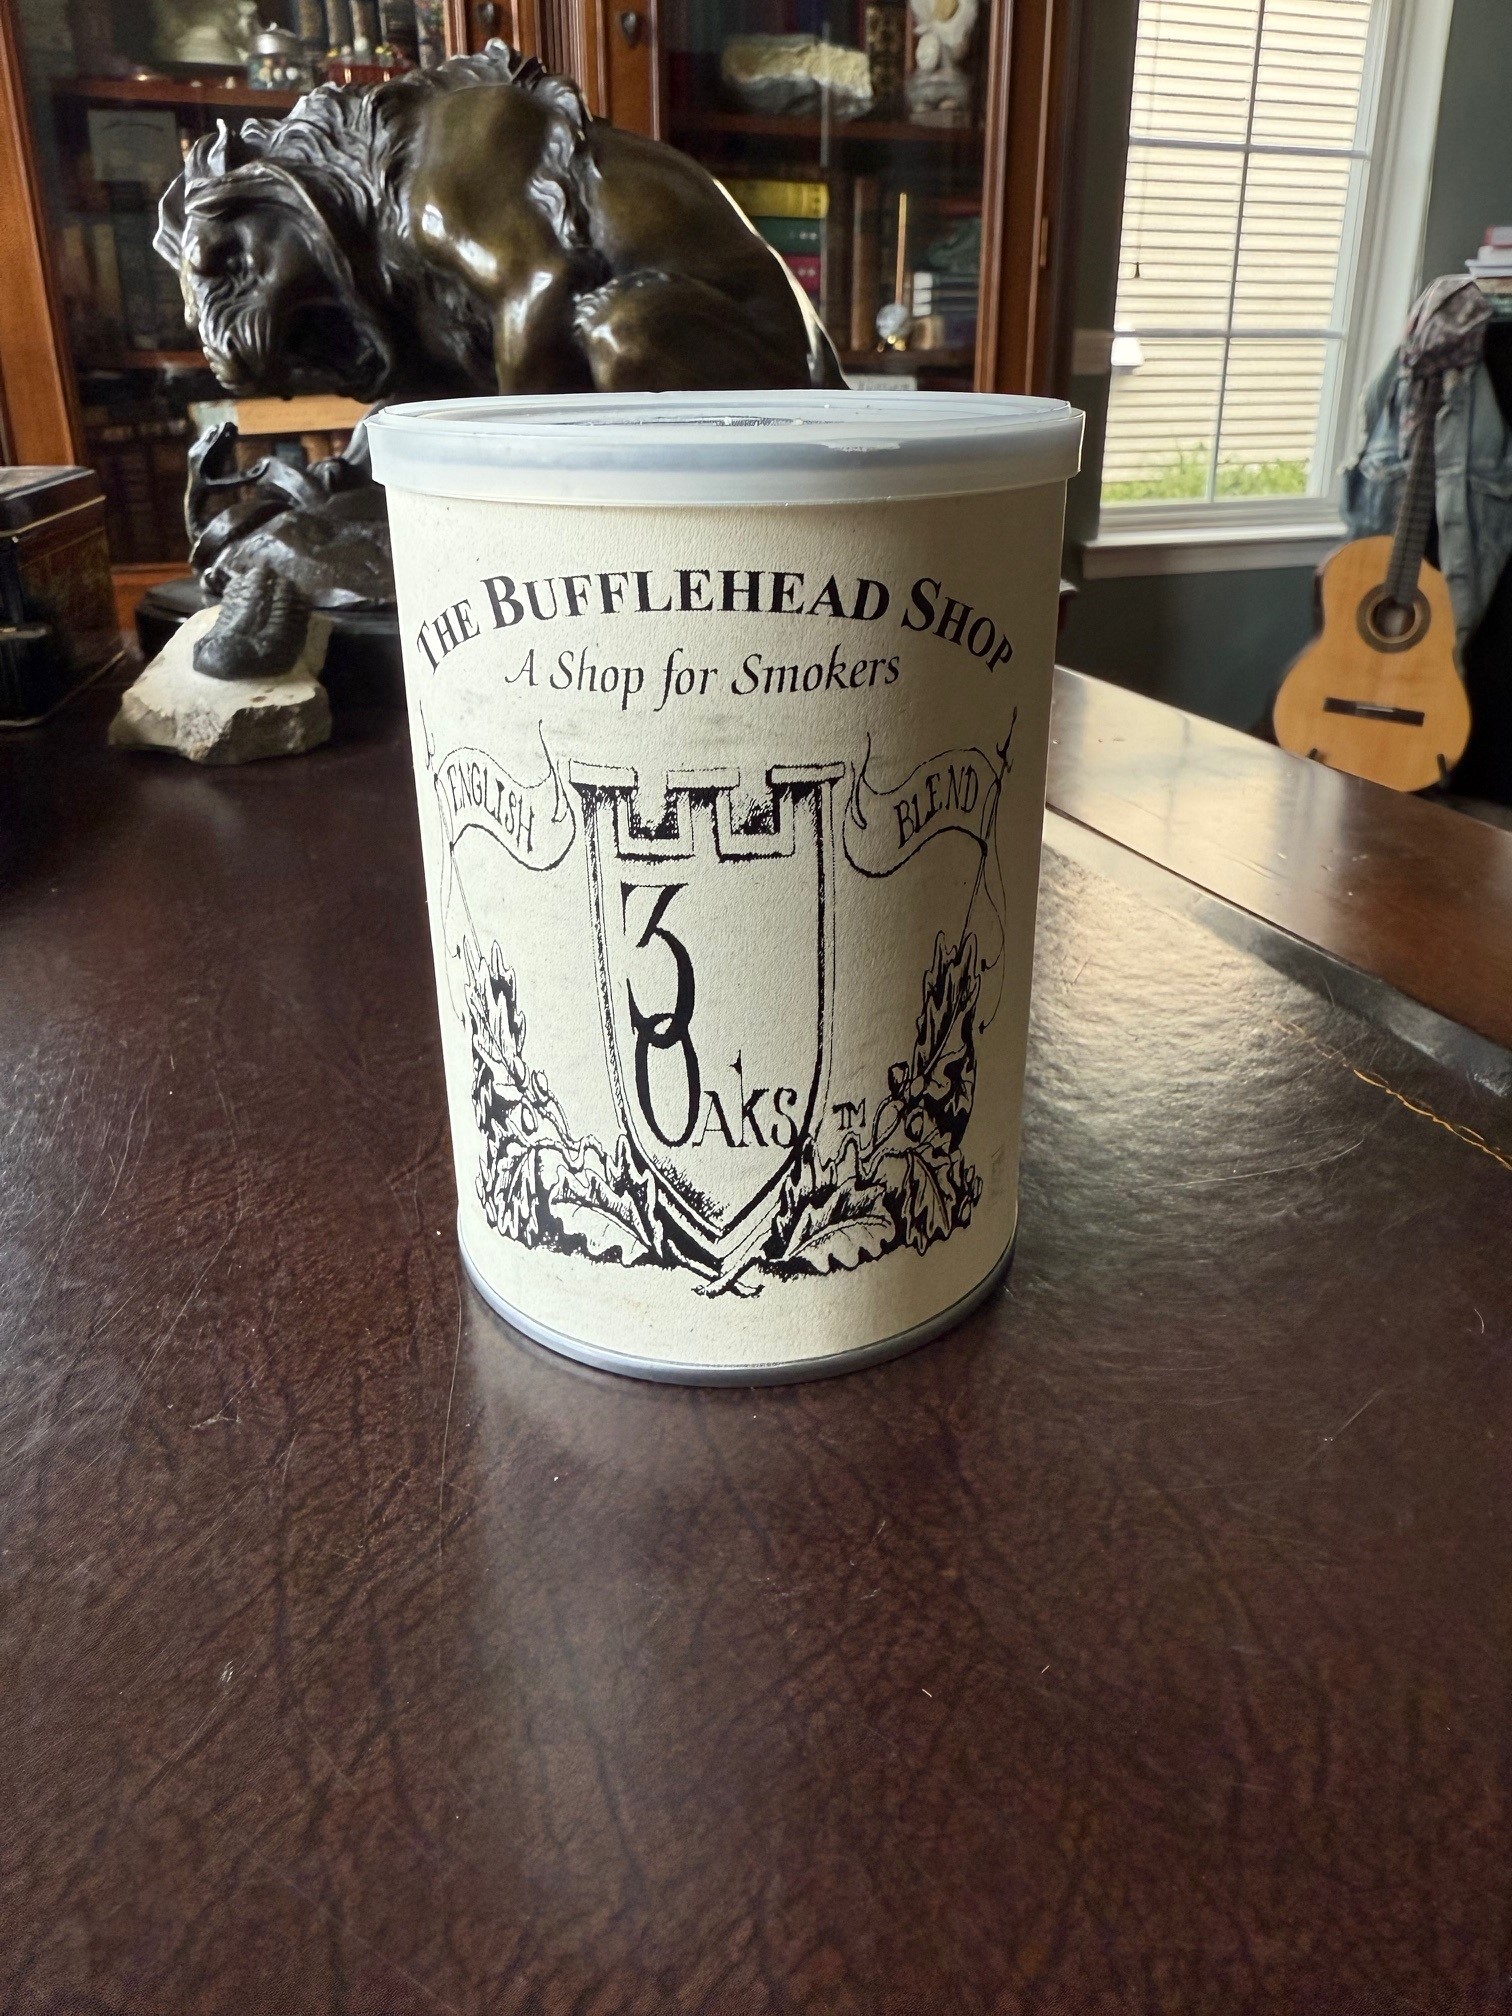 THE BUFFLEHEAD SHOP
A Shop for Smokers
ENGLISH BLEND
3
OAKS TM